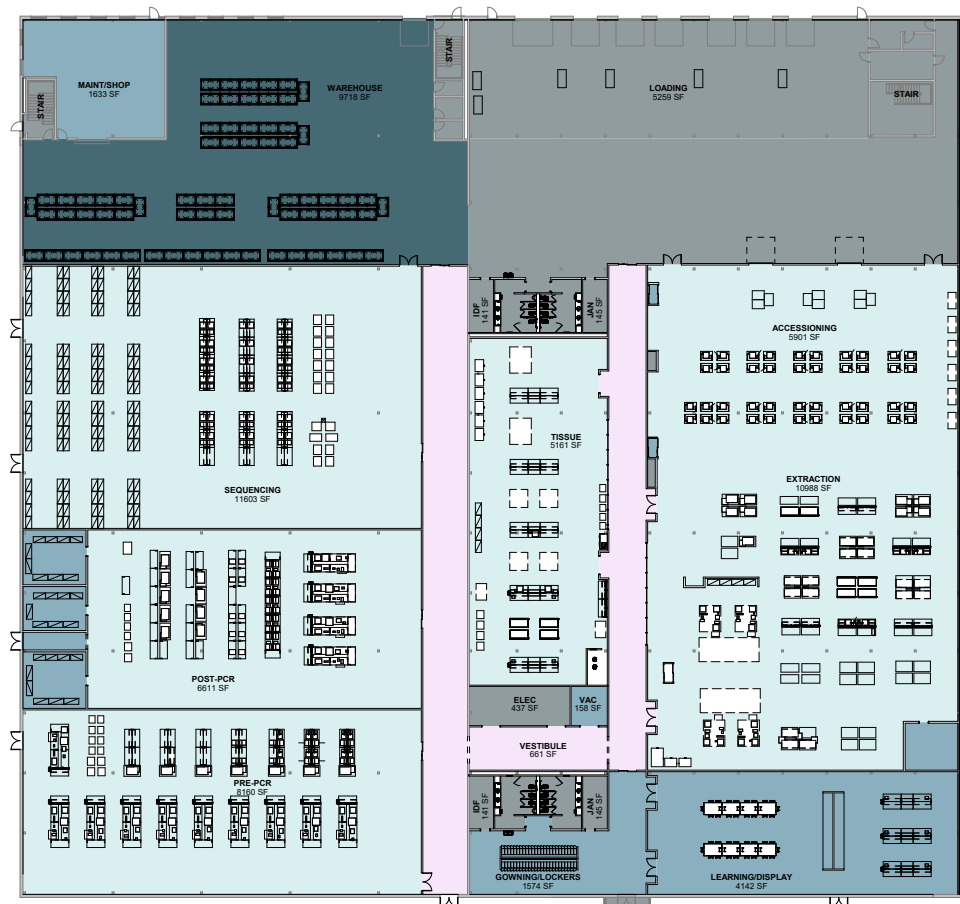 MAINT/SHOP
1633 SF
STAIR
STAIR
WAREHOUSE
9718 SF
LOADING
5259 SF
STAIR
IDF
141 SF
JAN
145 SF
ACCESSIONING
5901 SF
TISSUE
5161 SF
SEQUENCING
11603 SF
EXTRACTION
10988 SF
POST-PCR
6611 SF
ELEC
437 SF
VAC
158 SF
VESTIBULE
661 SF
PRE-PCR
8160 SF
IDF
141 SF
JAN
145 SF
GOWNING/LOCKERS
1574 SF
LEARNING/DISPLAY
4142 SF